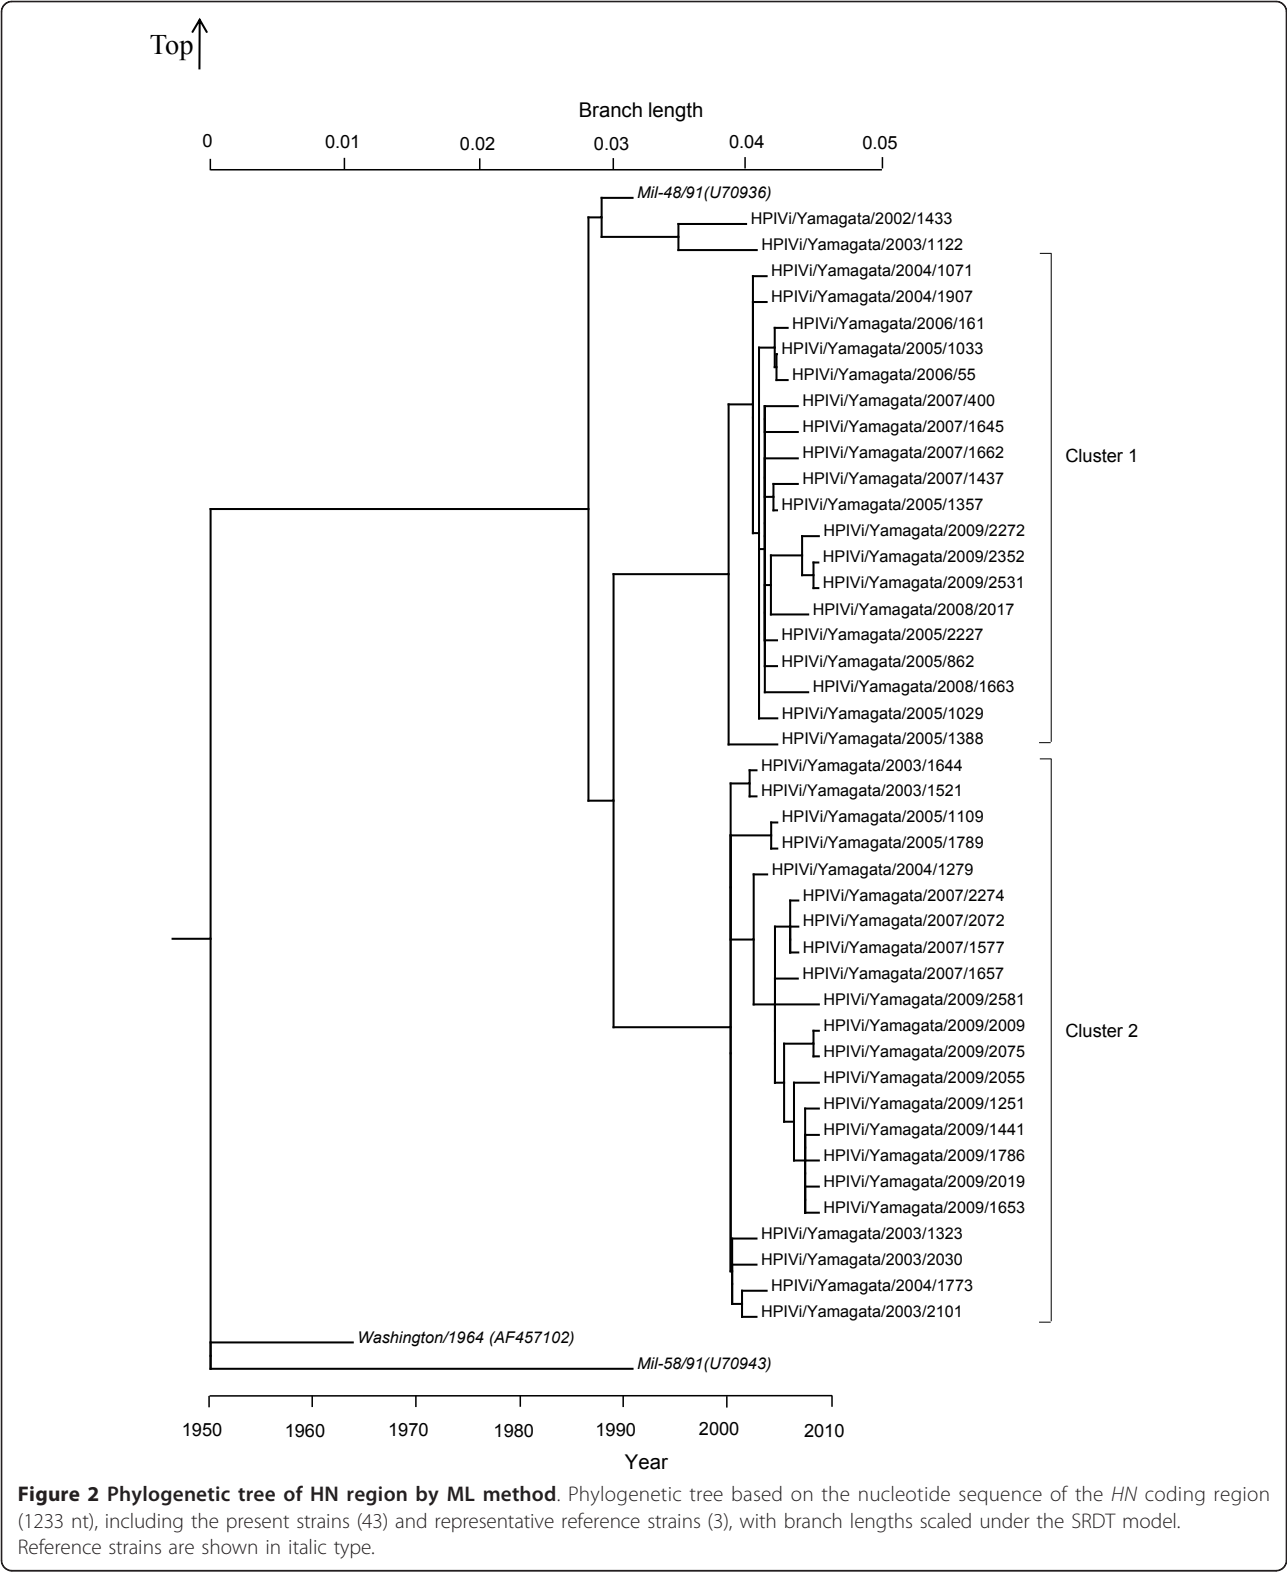 Top
Branch length
0 0.01 0.02 0.03 0.04 0.05
Mil-48/91(U70936)
HPIVi/Yamagata/2002/1433
HPIVi/Yamagata/2003/1122
HPIVi/Yamagata/2004/1071
HPIVi/Yamagata/2004/1907
HPIVi/Yamagata/2006/161
HPIVi/Yamagata/2005/1033
HPIVi/Yamagata/2006/55
HPIVi/Yamagata/2007/400
HPIVi/Yamagata/2007/1645
HPIVi/Yamagata/2007/1662
Cluster 1
HPIVi/Yamagata/2007/1437
HPIVi/Yamagata/2005/1357
HPIVi/Yamagata/2009/2272
HPIVi/Yamagata/2009/2352
HPIVi/Yamagata/2009/2531
HPIVi/Yamagata/2008/2017
HPIVi/Yamagata/2005/2227
HPIVi/Yamagata/2005/862
HPIVi/Yamagata/2008/1663
HPIVi/Yamagata/2005/1029
HPIVi/Yamagata/2005/1388
HPIVi/Yamagata/2003/1644
HPIVi/Yamagata/2003/1521
HPIVi/Yamagata/2005/1109
HPIVi/Yamagata/2005/1789
HPIVi/Yamagata/2004/1279
HPIVi/Yamagata/2007/2274
HPIVi/Yamagata/2007/2072
HPIVi/Yamagata/2007/1577
HPIVi/Yamagata/2007/1657
HPIVi/Yamagata/2009/2581
HPIVi/Yamagata/2009/2009
Cluster 2
HPIVi/Yamagata/2009/2075
HPIVi/Yamagata/2009/2055
HPIVi/Yamagata/2009/1251
HPIVi/Yamagata/2009/1441
HPIVi/Yamagata/2009/1786
HPIVi/Yamagata/2009/2019
HPIVi/Yamagata/2009/1653
HPIVi/Yamagata/2003/1323
HPIVi/Yamagata/2003/2030
HPIVi/Yamagata/2004/1773
HPIVi/Yamagata/2003/2101
Washington/1964 (AF457102)
Mil-58/91(U70943)
1950 1960 1970 1980 1990 2000 2010
Year
Figure 2 Phylogenetic tree of HN region by ML method. Phylogenetic tree based on the nucleotide sequence of the HN coding region
(1233 nt), including the present strains (43) and representative reference strains (3), with branch lengths scaled under the SRDT model.
Reference strains are shown in italic type.